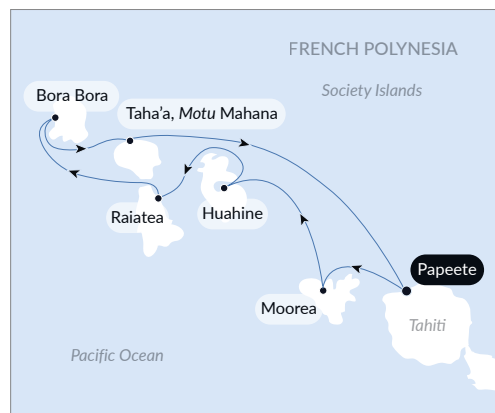 FRENCH POLYNESIA
Society Islands
Bora Bora
Taha’a, Motu Mahana
Raiatea
Huahine
Papeete
Moorea
Tahiti
Pacific Ocean